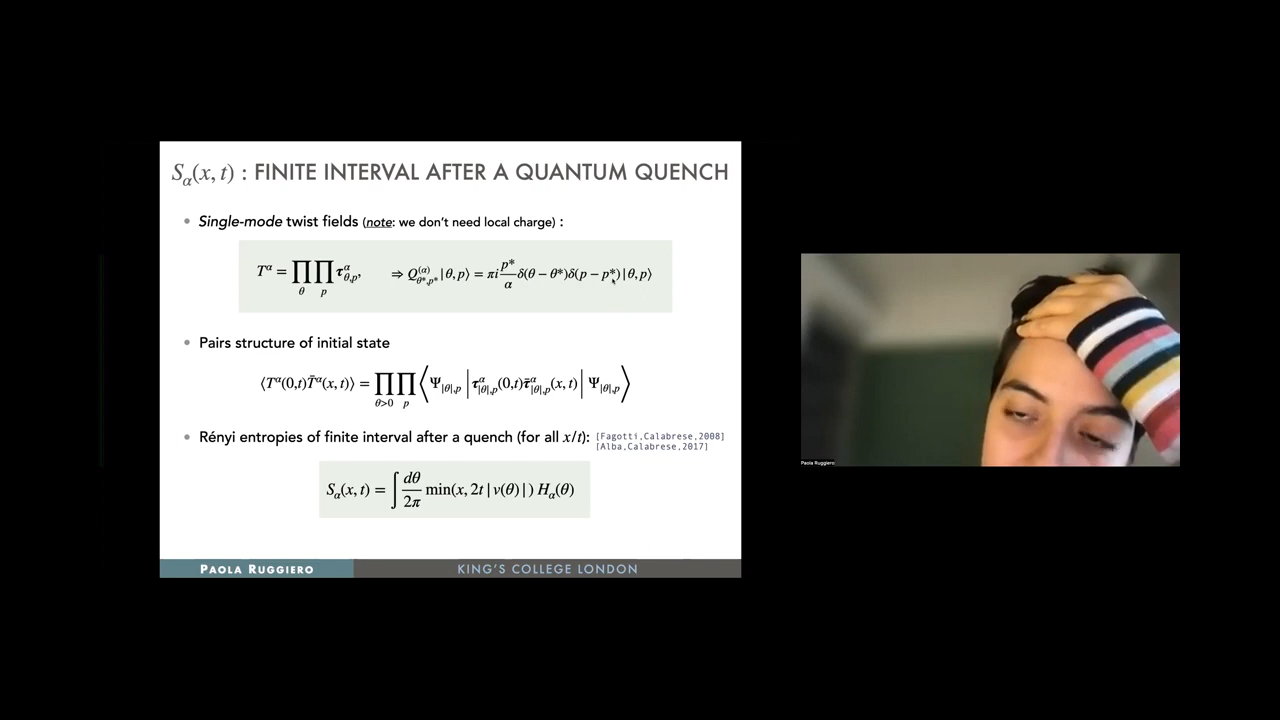 S_α(x, t) : FINITE INTERVAL AFTER A QUANTUM QUENCH
• Single-mode twist fields (note: we don't need local charge) :
T^α = ∏_θ ∏_p τ^α_{θ,p}, ⇒ Q^{(α)}_{θ*,p*} | θ, p⟩ = πi p*/α δ(θ − θ*)δ(p − p*) | θ, p⟩
• Pairs structure of initial state
⟨T^α(0,t)T̄^α(x, t)⟩ = ∏_{θ>0} ∏_p ⟨Ψ_{|θ|,p} | τ^α_{|θ|,p}(0,t)τ̄^α_{|θ|,p}(x, t) | Ψ_{|θ|,p}⟩
• Rényi entropies of finite interval after a quench (for all x/t): [Fagotti,Calabrese,2008]
[Alba,Calabrese,2017]
S_α(x, t) = ∫ dθ/2π min(x, 2t | v(θ) | ) H_α(θ)
PAOLA RUGGIERO KING'S COLLEGE LONDON
Paola Ruggiero